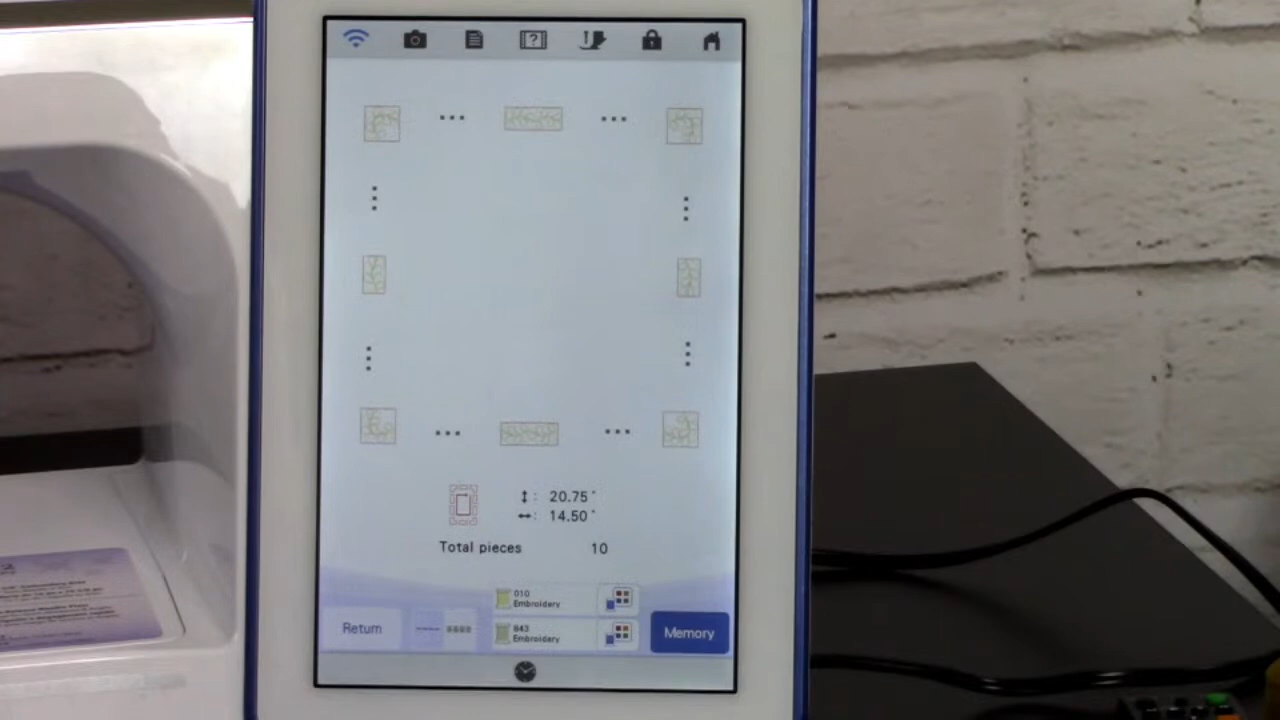 ?
↕: 20.75"
↔: 14.50"
Total pieces 10
010
Embroidery
Return
843
Embroidery
Memory